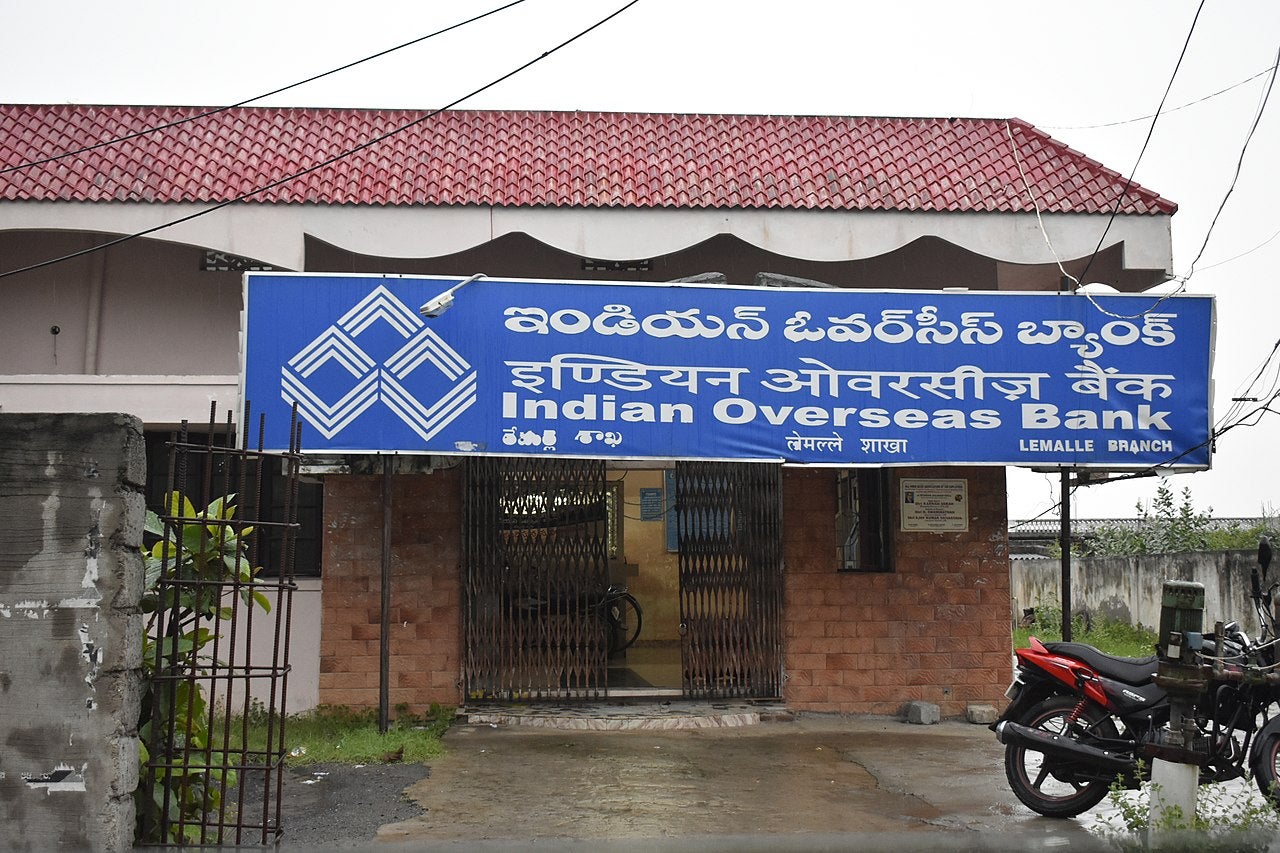 ఇండియన్ ఓవర్‌సీస్ బ్యాంక్
इण्डियन ओवरसीज़ बैंक
Indian Overseas Bank
లేమల్లె శాఖ लेमल्ले शाखा LEMALLE BRANCH